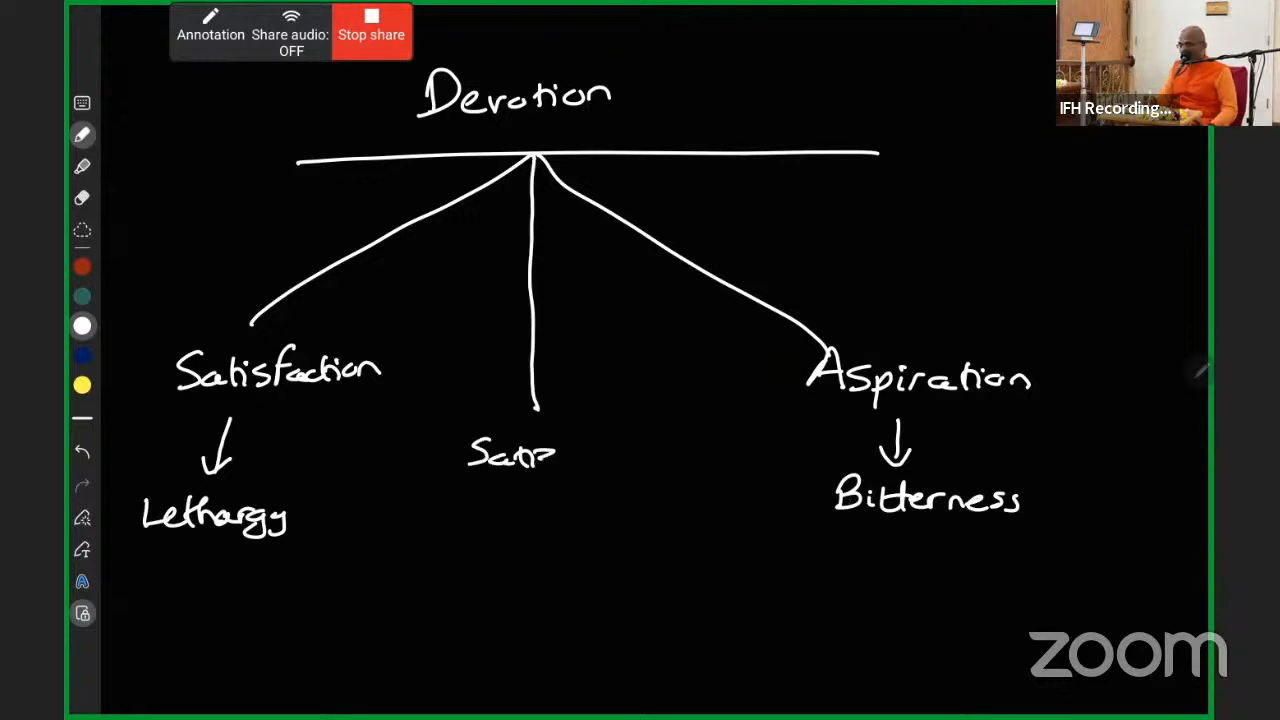 Annotation
Share audio:
OFF
Stop share
IFH Recording...
Devotion
Satisfaction
Aspiration
Lethargy
Bitterness
zoom